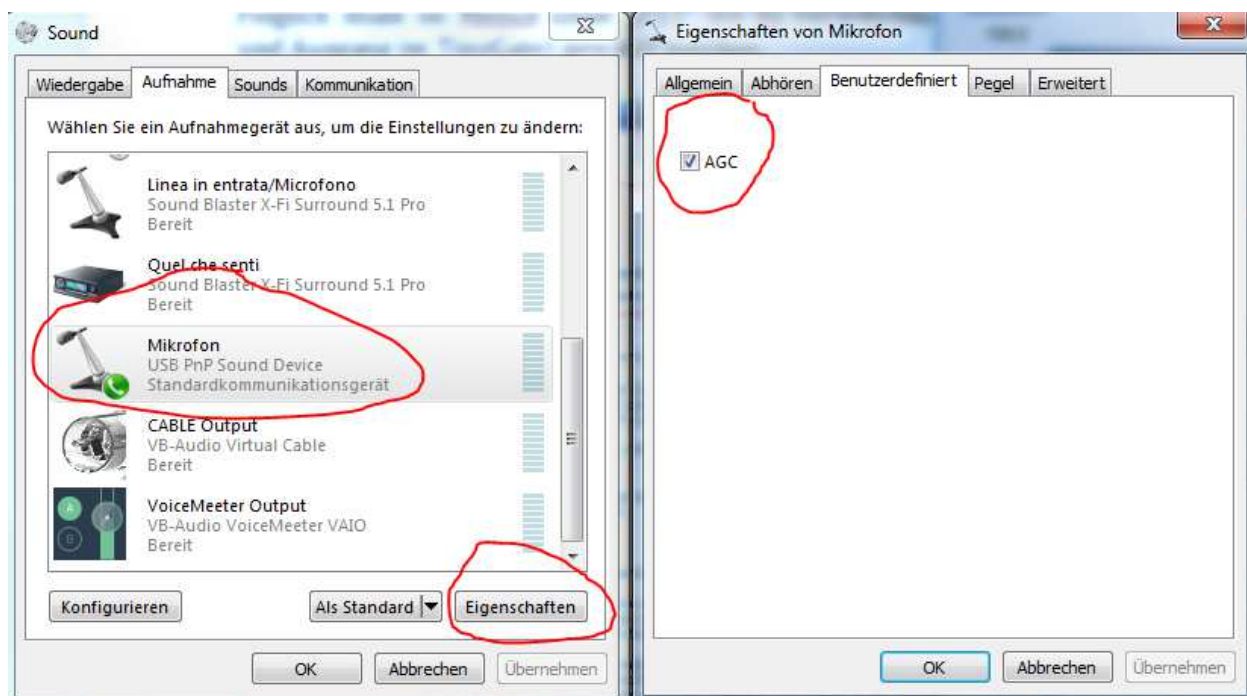 Sound
Wiedergabe Aufnahme Sounds Kommunikation
Wählen Sie ein Aufnahmegerät aus, um die Einstellungen zu ändern:
Linea in entrata/Microfono
Sound Blaster X-Fi Surround 5.1 Pro
Bereit
Quel che senti
Sound Blaster X-Fi Surround 5.1 Pro
Bereit
Mikrofon
USB PnP Sound Device
Standardkommunikationsgerät
CABLE Output
VB-Audio Virtual Cable
Bereit
VoiceMeeter Output
VB-Audio VoiceMeeter VAIO
Bereit
Konfigurieren Als Standard Eigenschaften
OK Abbrechen Übernehmen
Eigenschaften von Mikrofon
Allgemein Abhören Benutzerdefiniert Pegel Erweitert
AGC
OK Abbrechen Übernehmen